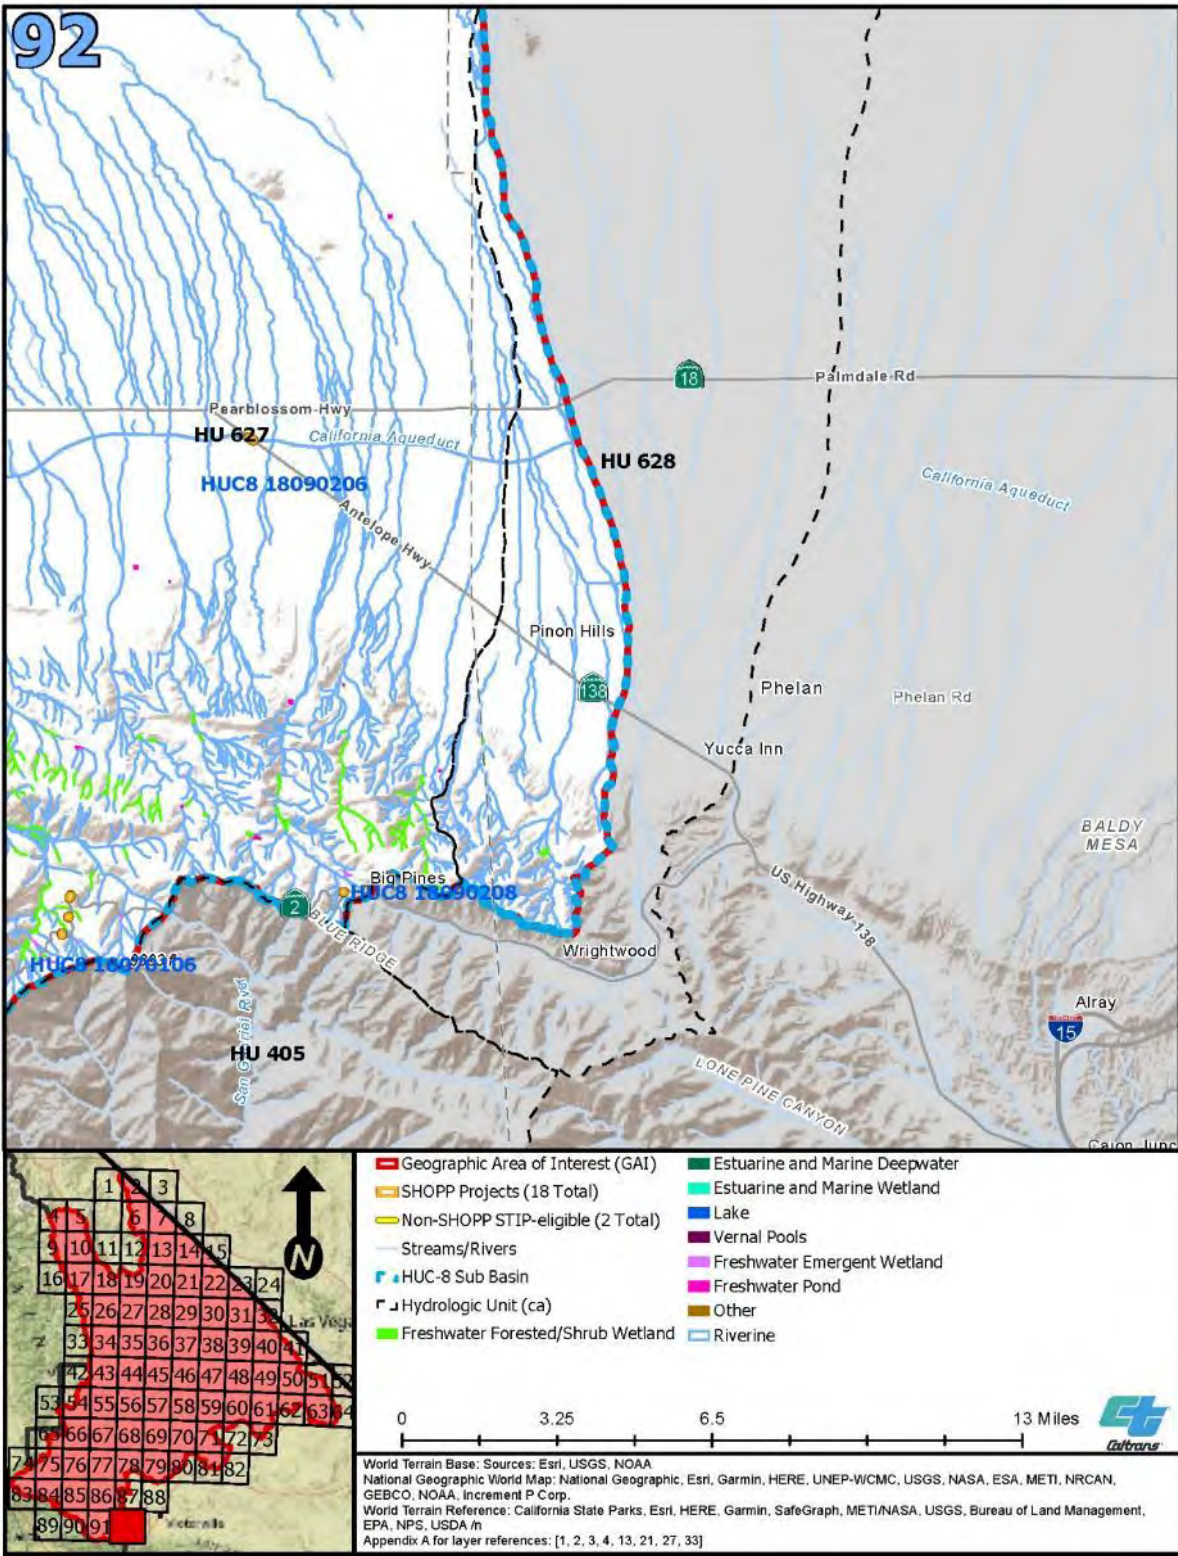 92
18
Palmdale Rd
Pearblossom Hwy
HU 627
California Aqueduct
HU 628
HUC8 18090206
California Aqueduct
Antelope Hwy
Pinon Hills
138
Phelan
Phelan Rd
Yucca Inn
BALDY
MESA
Big Pines
HUC8 18090208
US Highway 138
2
BLUE RIDGE
Wrightwood
HUC8 18070106
San Gabriel River
Alray
15
HU 405
LONE PINE CANYON
Cajon Junc
1 2 3
4 5 6 7 8
9 10 11 12 13 14 15
16 17 18 19 20 21 22 23 24
25 26 27 28 29 30 31 32
Las Vega
33 34 35 36 37 38 39 40 41
42 43 44 45 46 47 48 49 50 51 52
53 54 55 56 57 58 59 60 61 62 63 64
65 66 67 68 69 70 71 72 73
74 75 76 77 78 79 80 81 82
83 84 85 86 87 88
89 90 91
Victorville
N
Geographic Area of Interest (GAI)
SHOPP Projects (18 Total)
Non-SHOPP STIP-eligible (2 Total)
Streams/Rivers
HUC-8 Sub Basin
Hydrologic Unit (ca)
Freshwater Forested/Shrub Wetland
Estuarine and Marine Deepwater
Estuarine and Marine Wetland
Lake
Vernal Pools
Freshwater Emergent Wetland
Freshwater Pond
Other
Riverine
0 3.25 6.5 13 Miles
Caltrans
World Terrain Base: Sources: Esri, USGS, NOAA
National Geographic World Map: National Geographic, Esri, Garmin, HERE, UNEP-WCMC, USGS, NASA, ESA, METI, NRCAN,
GEBCO, NOAA, Increment P Corp.
World Terrain Reference: California State Parks, Esri, HERE, Garmin, SafeGraph, METI/NASA, USGS, Bureau of Land Management,
EPA, NPS, USDA /n
Appendix A for layer references: [1, 2, 3, 4, 13, 21, 27, 33]